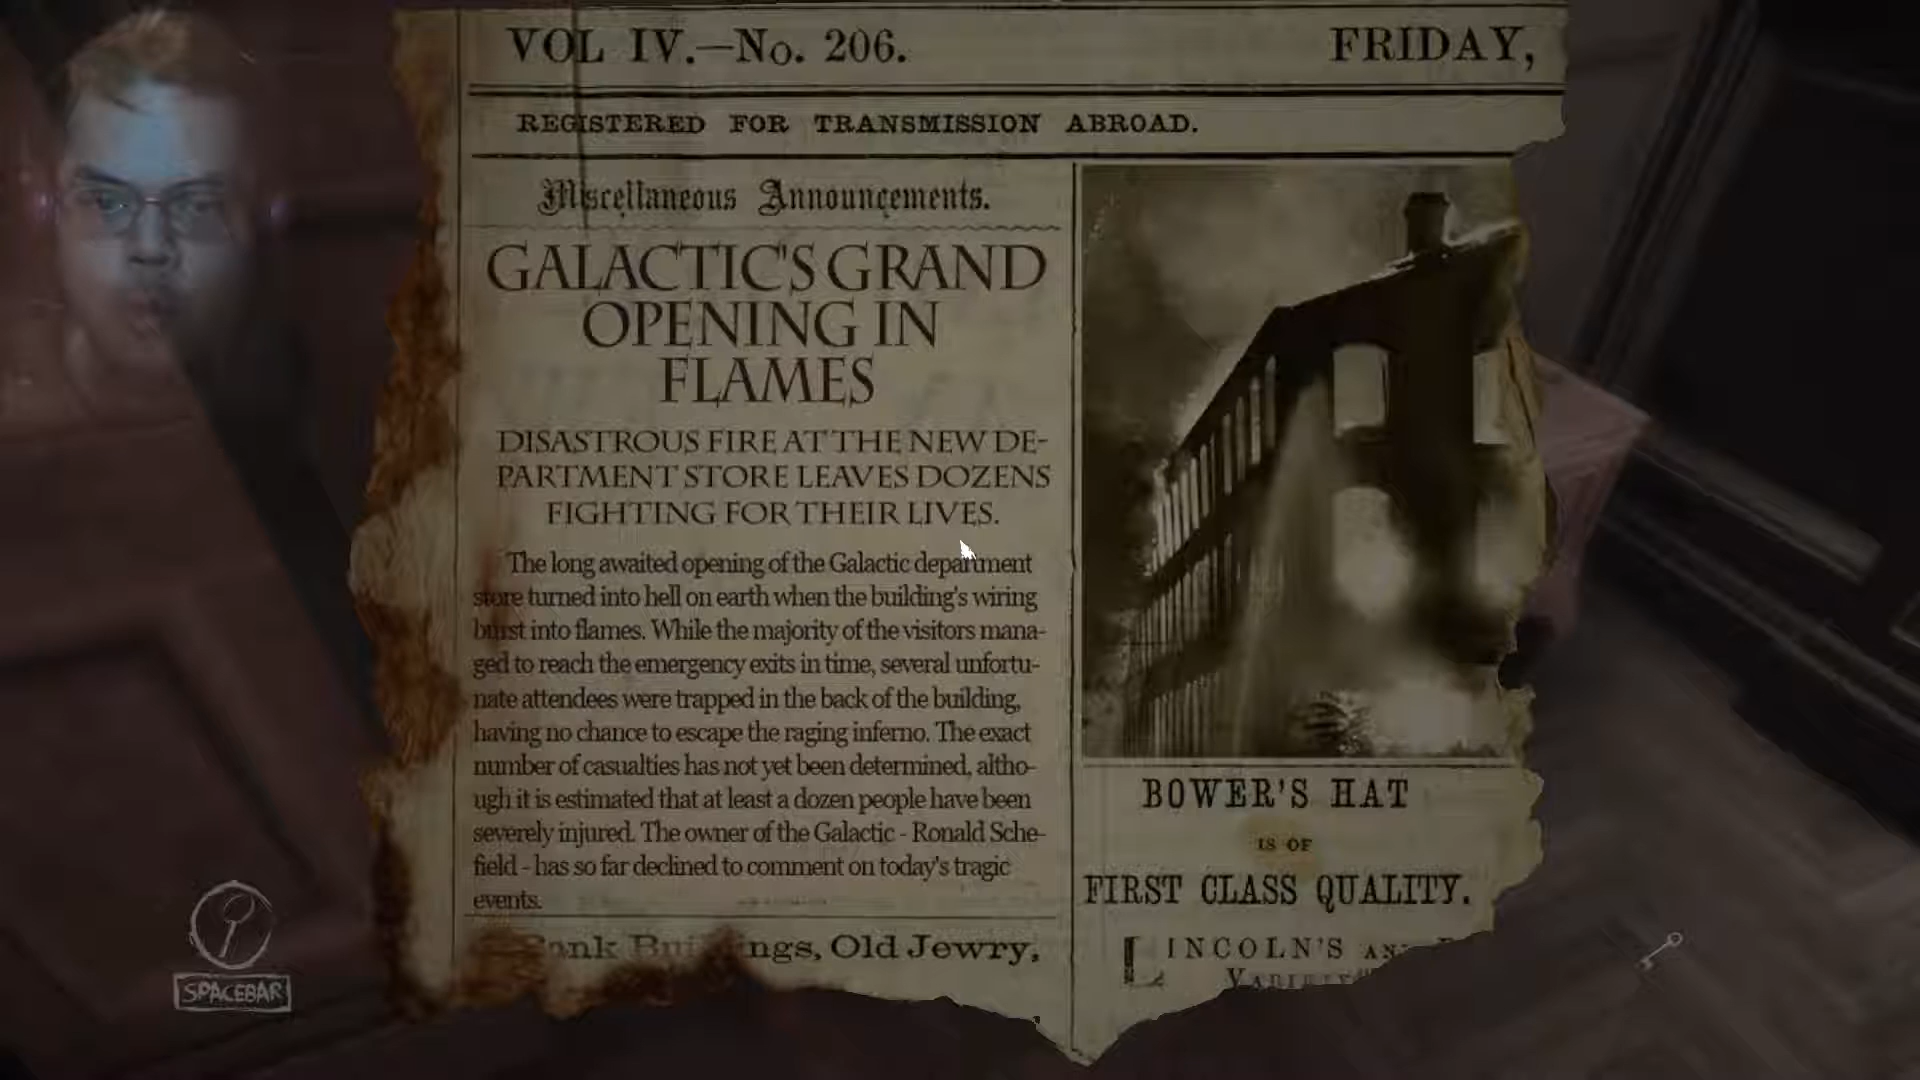 VOL IV.—No. 206.
FRIDAY,
REGISTERED FOR TRANSMISSION ABROAD.
Miscellaneous Announcements.
GALACTIC'S GRAND
OPENING IN
FLAMES
DISASTROUS FIRE AT THE NEW DE-
PARTMENT STORE LEAVES DOZENS
FIGHTING FOR THEIR LIVES.
The long awaited opening of the Galactic department
store turned into hell on earth when the building's wiring
burst into flames. While the majority of the visitors mana-
ged to reach the emergency exits in time, several unfortu-
nate attendees were trapped in the back of the building,
having no chance to escape the raging inferno. The exact
number of casualties has not yet been determined, altho-
ugh it is estimated that at least a dozen people have been
severely injured. The owner of the Galactic - Ronald Sche-
field - has so far declined to comment on today's tragic
events.
Old Jewry,
BOWER'S HAT
IS OF
FIRST CLASS QUALITY.
LINCOLN'S
SPACEBAR